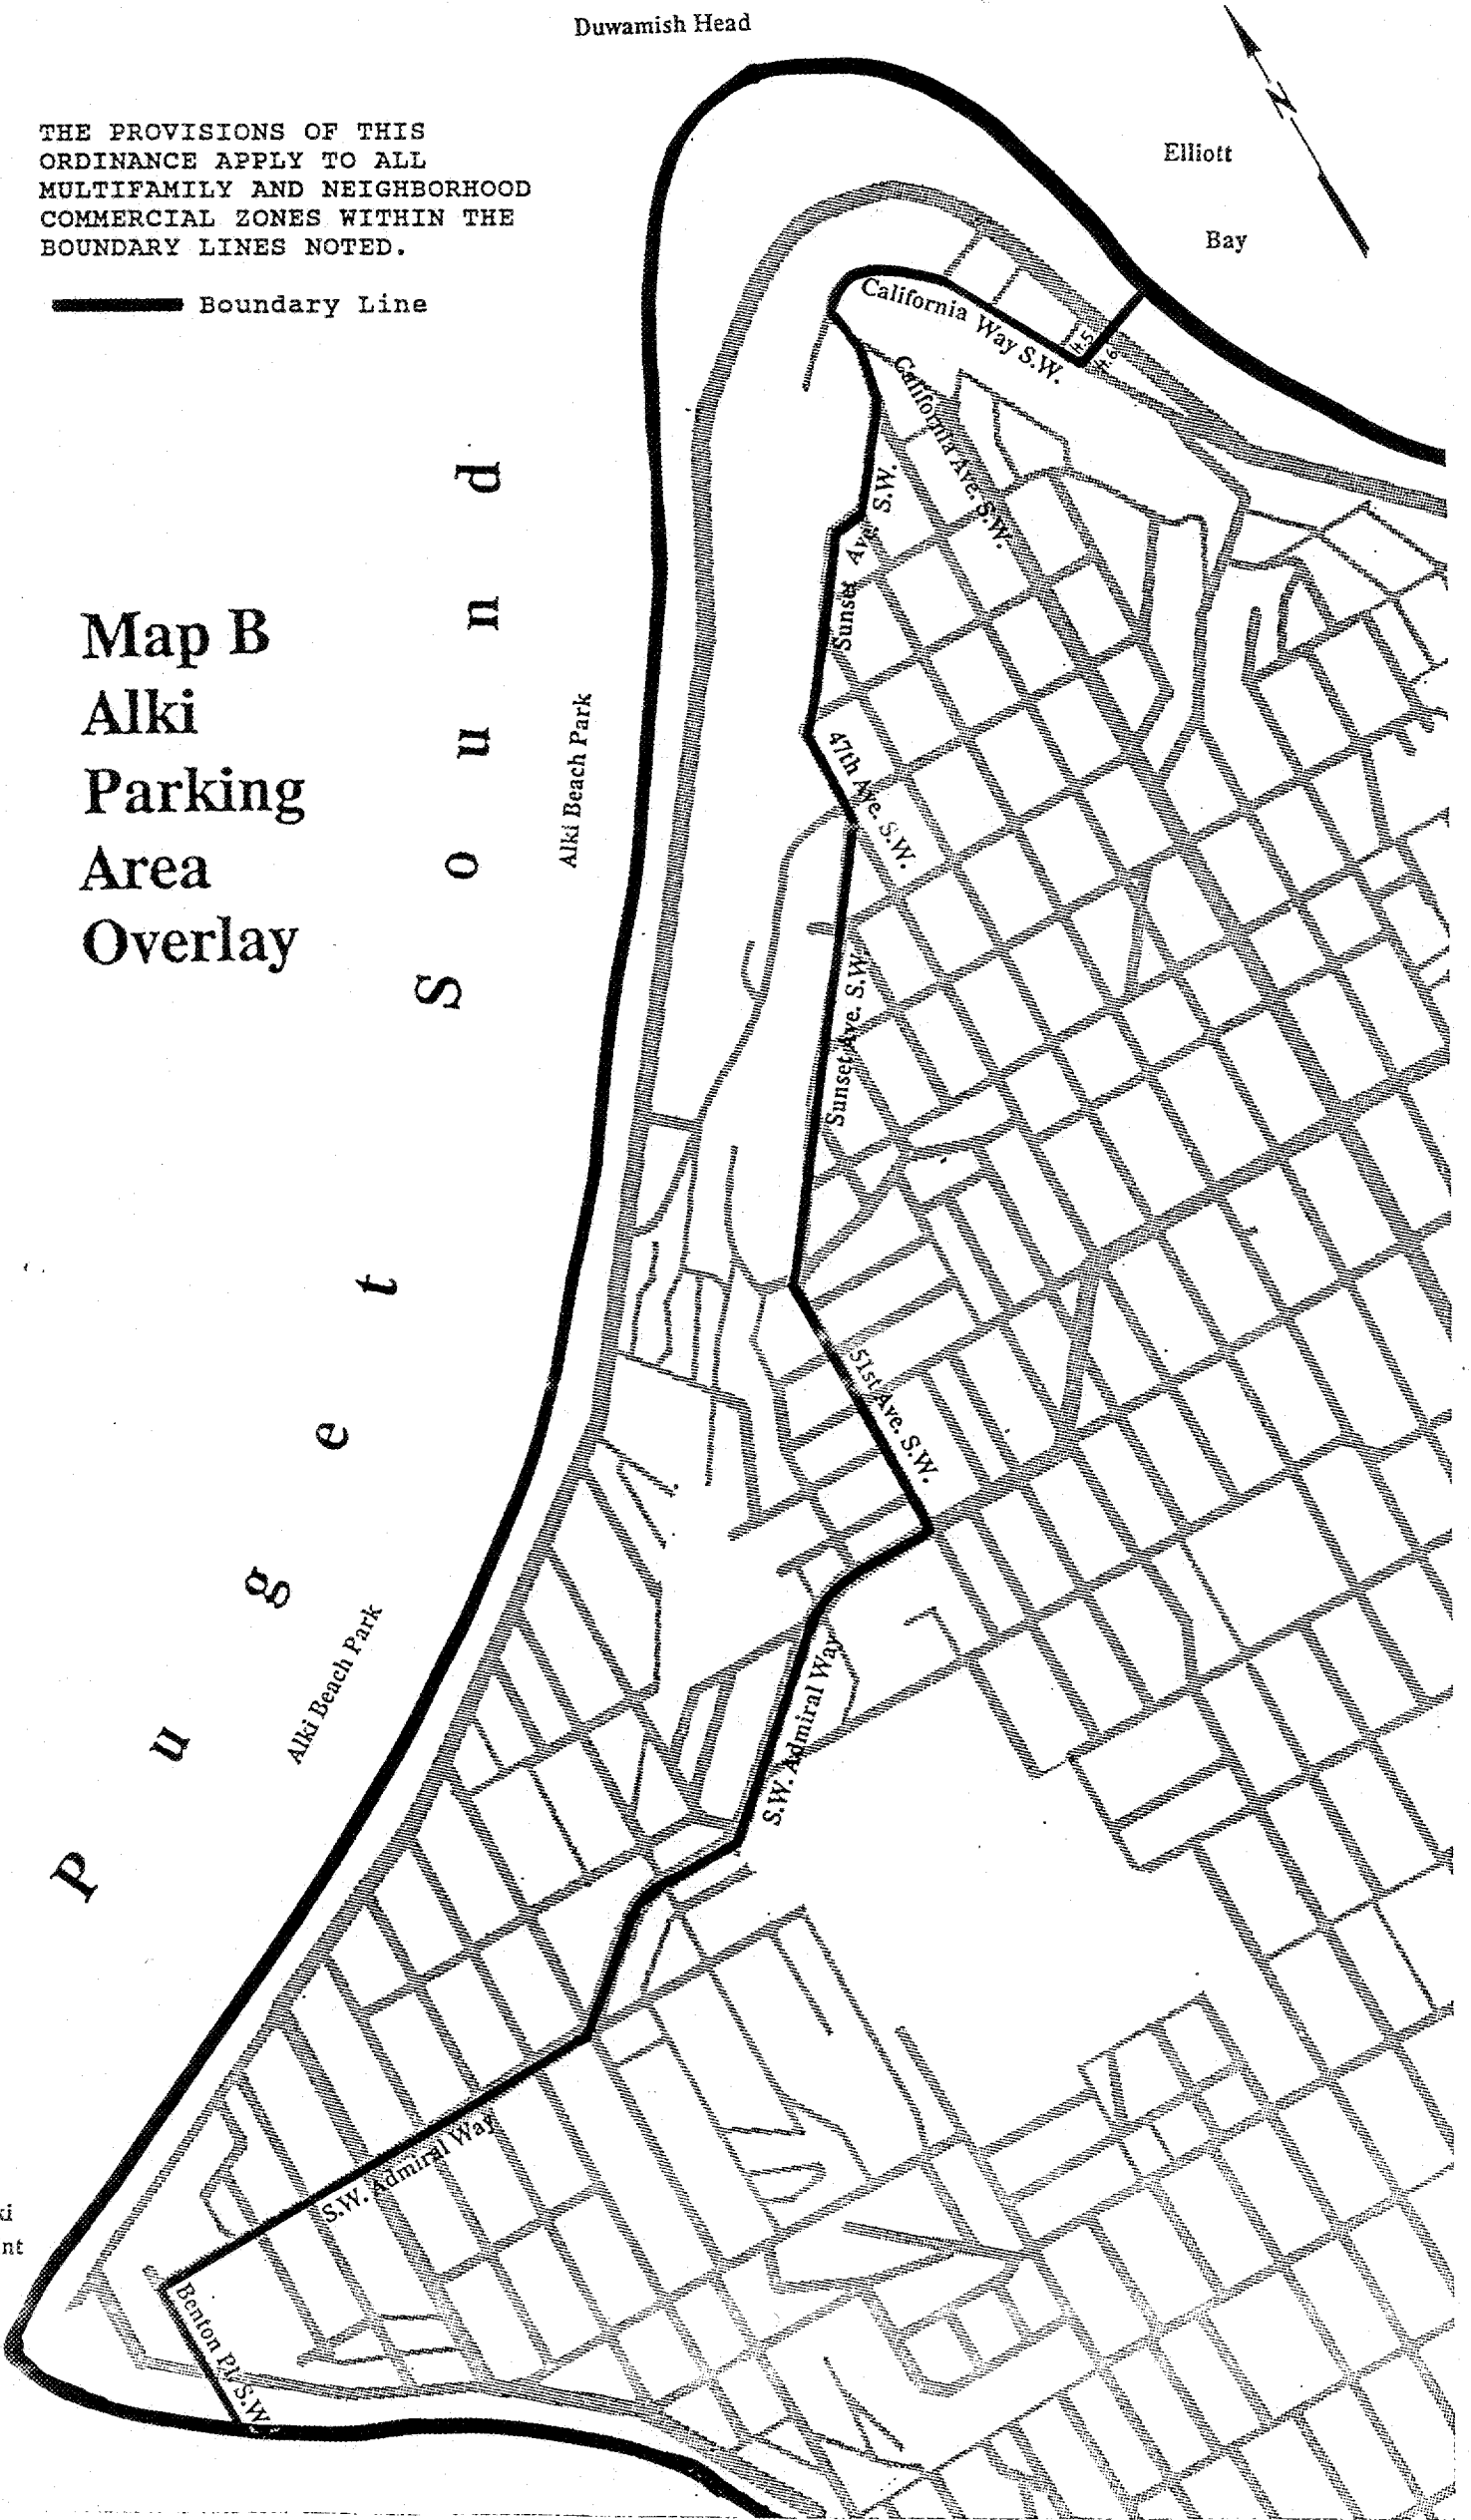 Duwamish Head
N
Elliott
Bay
THE PROVISIONS OF THIS
ORDINANCE APPLY TO ALL
MULTIFAMILY AND NEIGHBORHOOD
COMMERCIAL ZONES WITHIN THE
BOUNDARY LINES NOTED.
Boundary Line
California Way S.W.
California Ave. S.W.
Sunset Ave. S.W.
Map B
Alki
Parking
Area
Overlay
Puget Sound
Alki Beach Park
47th Ave. S.W.
Sunset Ave. S.W.
51st Ave. S.W.
Alki Beach Park
S.W. Admiral Way
S.W. Admiral Way
ki
nt
Benton Pl. S.W.